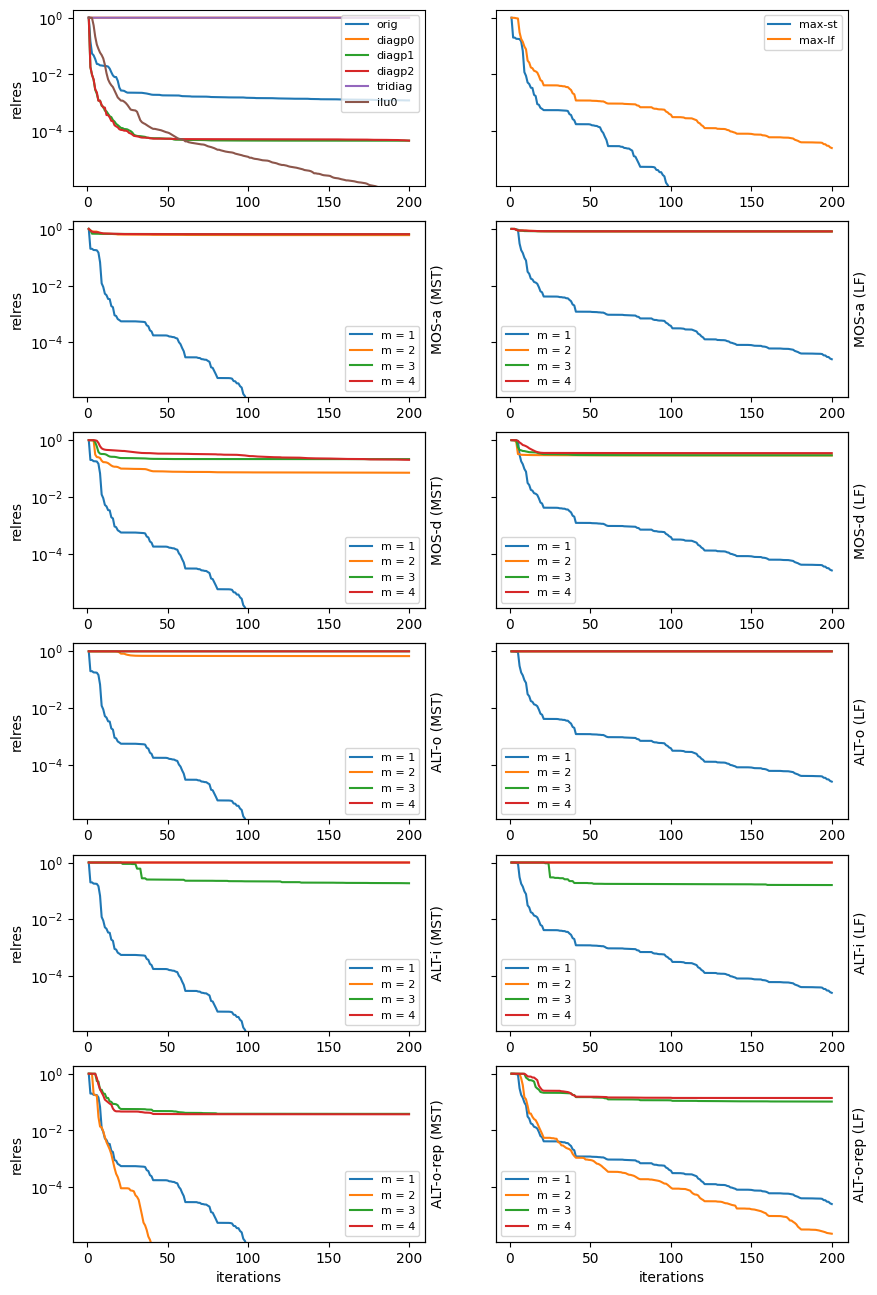 relres
10^0
10^-2
10^-4
orig
diagp0
diagp1
diagp2
tridiag
ilu0
0 50 100 150 200
max-st
max-lf
0 50 100 150 200
relres
10^0
10^-2
10^-4
m = 1
m = 2
m = 3
m = 4
0 50 100 150 200
MOS-a (MST)
m = 1
m = 2
m = 3
m = 4
0 50 100 150 200
MOS-a (LF)
relres
10^0
10^-2
10^-4
m = 1
m = 2
m = 3
m = 4
0 50 100 150 200
MOS-d (MST)
m = 1
m = 2
m = 3
m = 4
0 50 100 150 200
MOS-d (LF)
relres
10^0
10^-2
10^-4
m = 1
m = 2
m = 3
m = 4
0 50 100 150 200
ALT-o (MST)
m = 1
m = 2
m = 3
m = 4
0 50 100 150 200
ALT-o (LF)
relres
10^0
10^-2
10^-4
m = 1
m = 2
m = 3
m = 4
0 50 100 150 200
ALT-i (MST)
m = 1
m = 2
m = 3
m = 4
0 50 100 150 200
ALT-i (LF)
relres
10^0
10^-2
10^-4
m = 1
m = 2
m = 3
m = 4
0 50 100 150 200
iterations
ALT-o-rep (MST)
m = 1
m = 2
m = 3
m = 4
0 50 100 150 200
iterations
ALT-o-rep (LF)